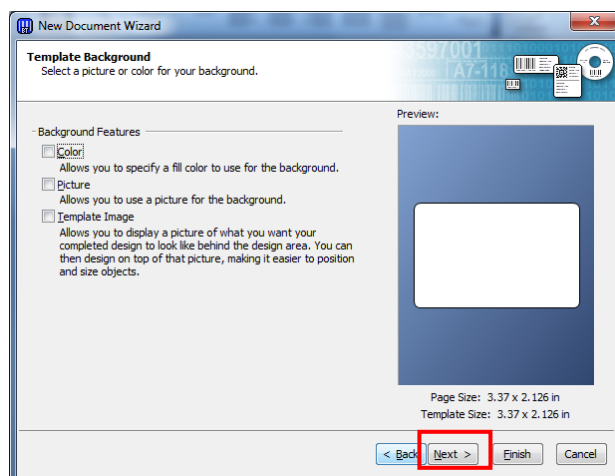 New Document Wizard
Template Background
Select a picture or color for your background.
Preview:
Background Features
Color
Allows you to specify a fill color to use for the background.
Picture
Allows you to use a picture for the background.
Template Image
Allows you to display a picture of what you want your
completed design to look like behind the design area. You can
then design on top of that picture, making it easier to position
and size objects.
Page Size: 3.37 x 2.126 in
Template Size: 3.37 x 2.126 in
< Back
Next >
Finish
Cancel